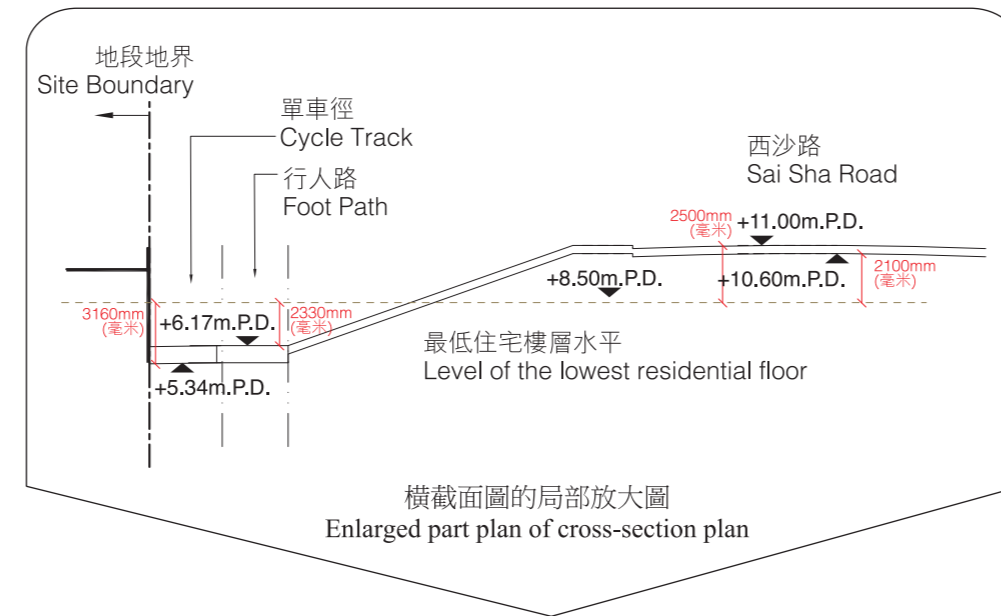 地段地界
Site Boundary
單車徑
Cycle Track
行人路
Foot Path
西沙路
Sai Sha Road
2500mm
(毫米)
+11.00m.P.D.
+8.50m.P.D.
+10.60m.P.D.
2100mm
(毫米)
3160mm
(毫米)
+6.17m.P.D.
2330mm
(毫米)
+5.34m.P.D.
最低住宅樓層水平
Level of the lowest residential floor
橫截面圖的局部放大圖
Enlarged part plan of cross-section plan